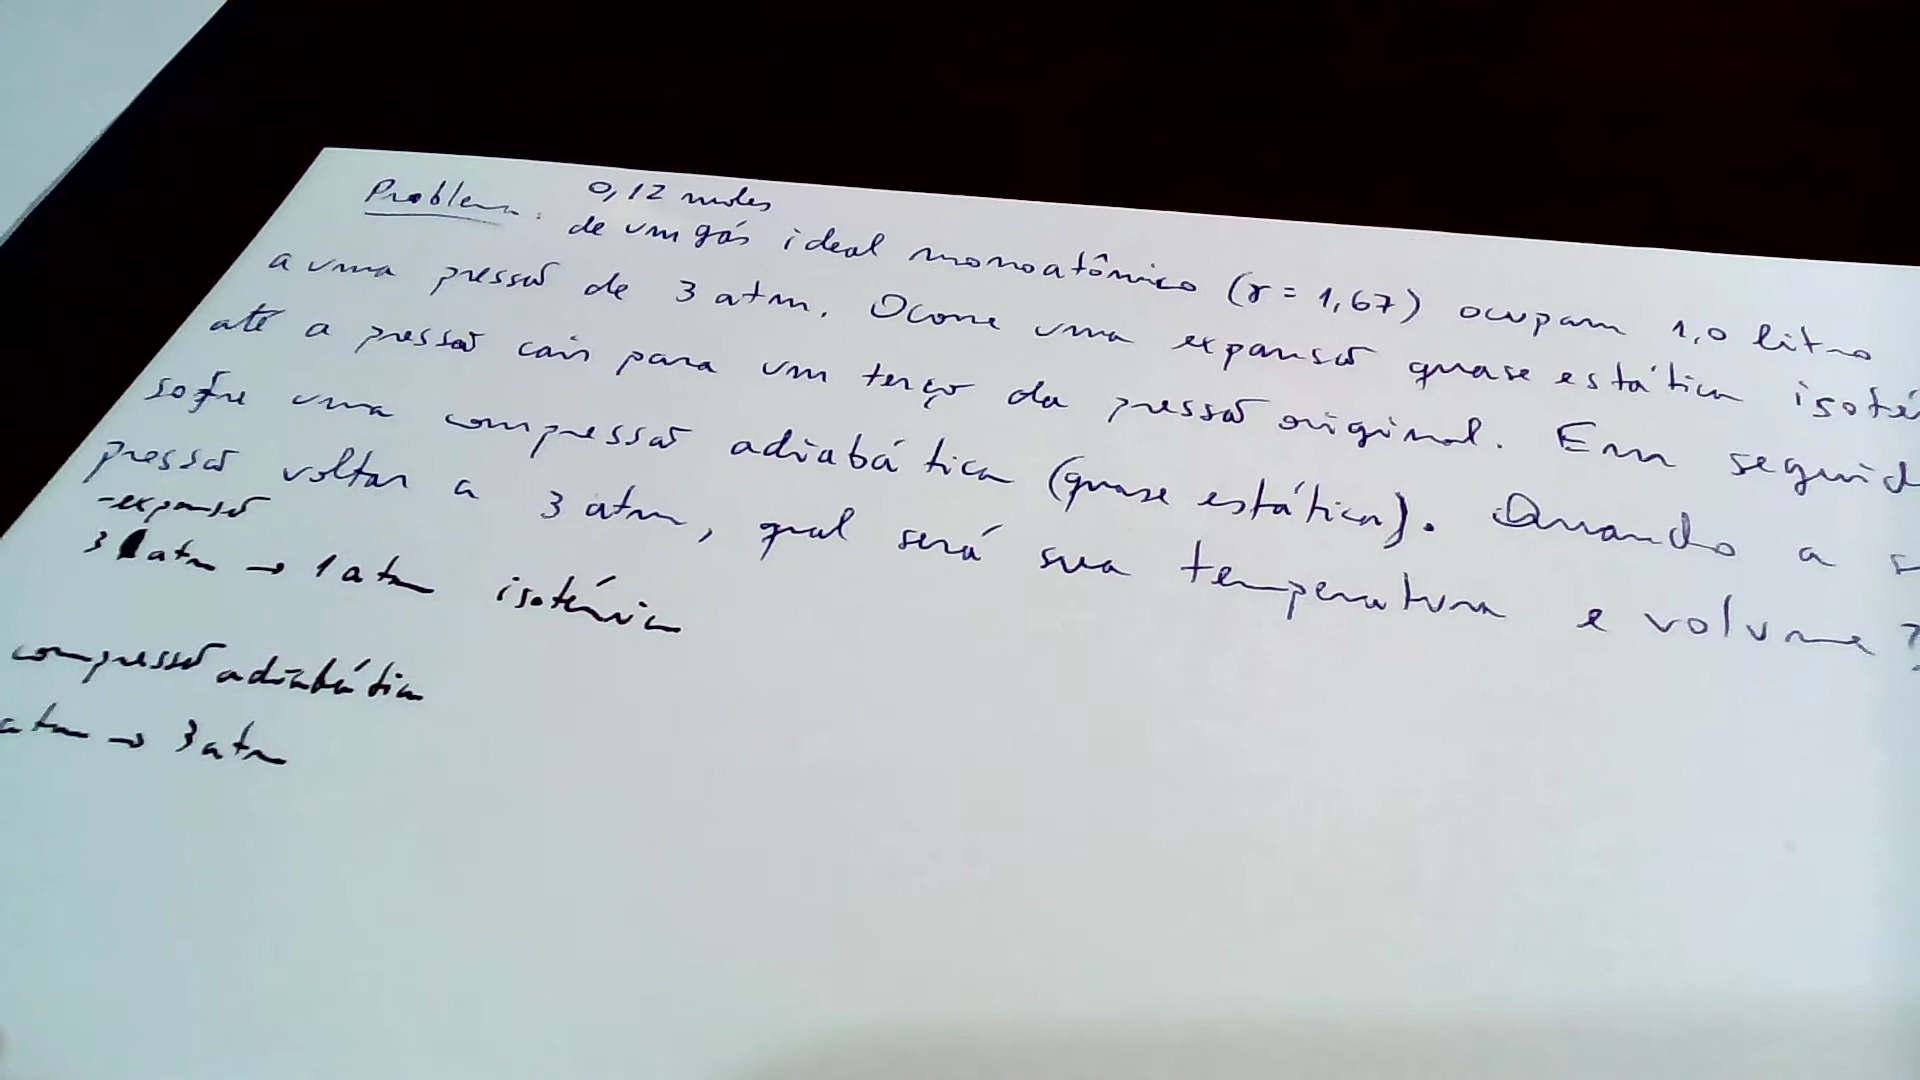 Problema: 0,12 moles
de um gás ideal monoatômico (γ = 1,67) ocupam 1,0 litro
a uma pressão de 3 atm. Ocorre uma expansão quase estática isoté
até a pressão cair para um terço da pressão original. Em seguid
sofre uma compressão adiabática (quase estática). Quando a s
pressão voltar a 3 atm, qual será sua temperatura e volume?
-expansão
3 atm → 1 atm isotérmica
compressão adiabática
atm → 3 atm